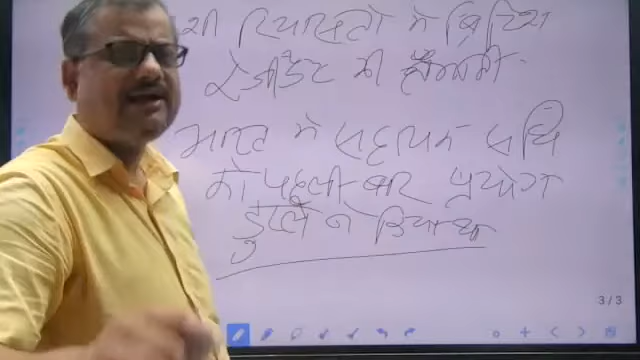 भी रियासतों में ब्रिटिश
रेजीडेंट की
भारत में सहायक संधि
का पहली बार प्रयोग
डुप्ले ने किया था
3/3